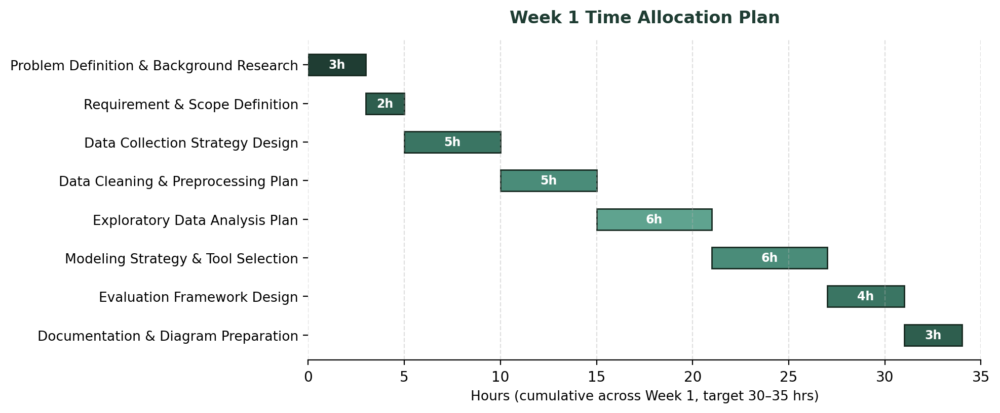 Week 1 Time Allocation Plan
Problem Definition & Background Research
3h
Requirement & Scope Definition
2h
Data Collection Strategy Design
5h
Data Cleaning & Preprocessing Plan
5h
Exploratory Data Analysis Plan
6h
Modeling Strategy & Tool Selection
6h
Evaluation Framework Design
4h
Documentation & Diagram Preparation
3h
0 5 10 15 20 25 30 35
Hours (cumulative across Week 1, target 30–35 hrs)